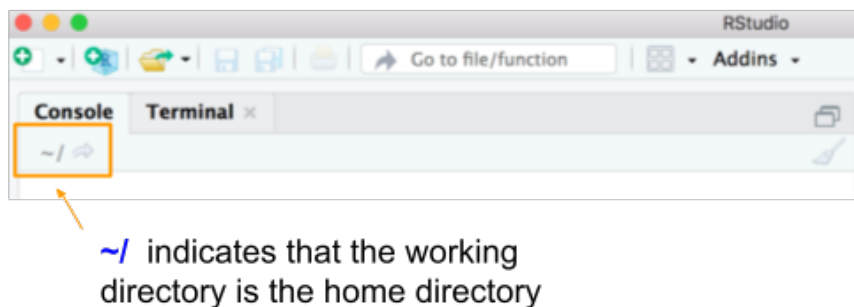 RStudio
Go to file/function
Addins
Console Terminal ×
~/
~/ indicates that the working
directory is the home directory